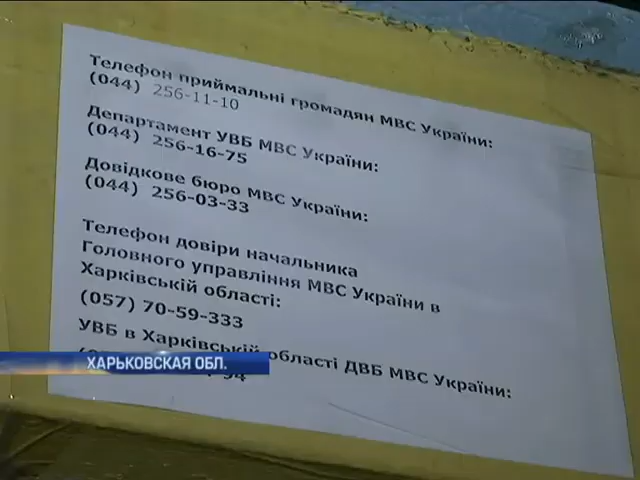 Телефон приймальні громадян МВС України:
(044) 256-11-10
Департамент УВБ МВС України:
(044) 256-16-75
Довідкове бюро МВС України:
(044) 256-03-33
Телефон довіри начальника
Головного управління МВС України в
Харківській області:
(057) 70-59-333
УВБ в Харківській області ДВБ МВС України:
ХАРЬКОВСКАЯ ОБЛ.